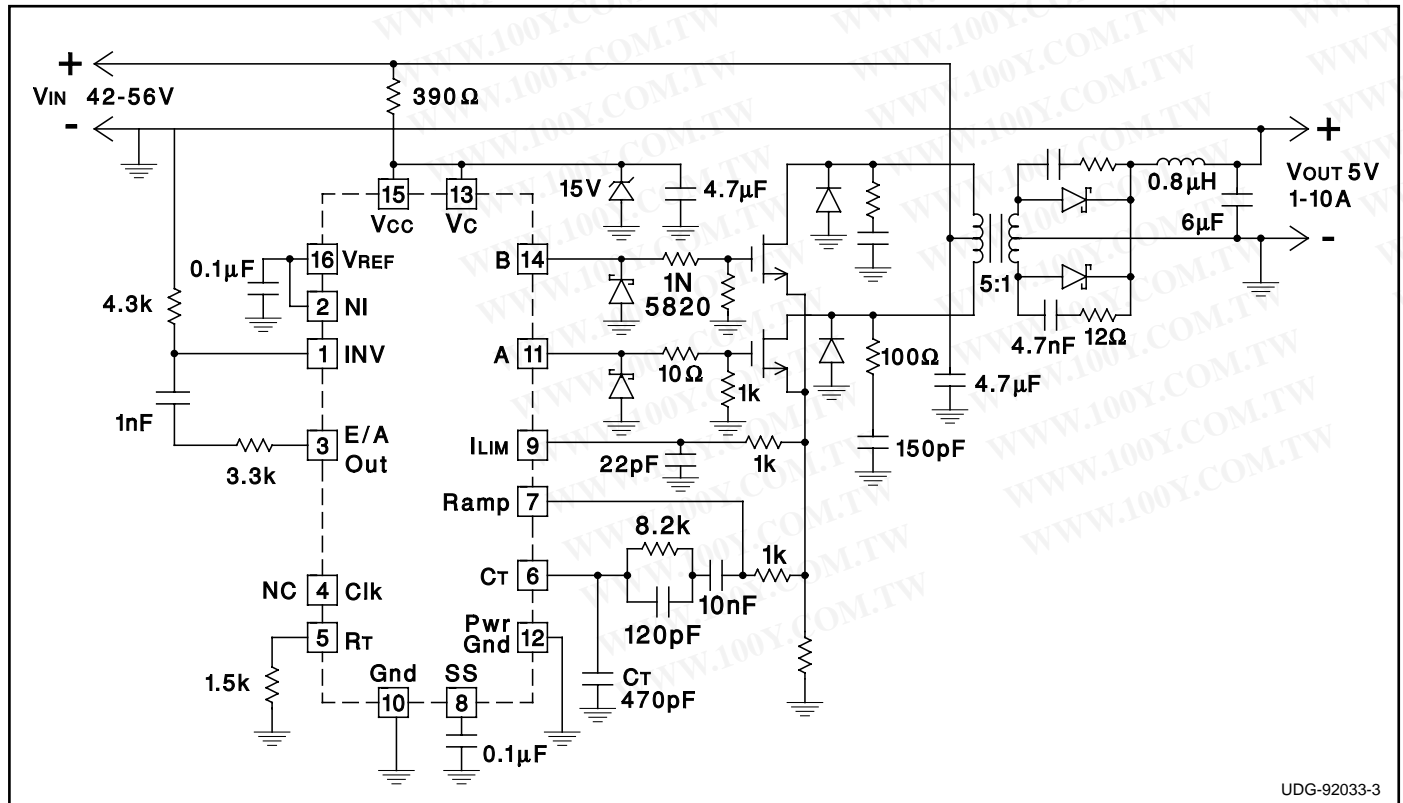 +
VIN 42-56V
-
390Ω
+
VOUT 5V
1-10A
-
15
VCC
13
VC
15V
4.7µF
0.8µH
6µF
16 VREF
0.1µF
2 NI
4.3k
1 INV
1nF
3 E/A
Out
3.3k
B 14
1N
5820
A 11
10Ω
1k
100Ω
150pF
4.7µF
5:1
4.7nF
12Ω
ILIM 9
22pF
1k
Ramp 7
8.2k
1k
CT 6
10nF
120pF
NC 4 Clk
5 RT
1.5k
Pwr
Gnd 12
CT
470pF
Gnd
10
SS
8
0.1µF
UDG-92033-3
WWW.100Y.COM.TW